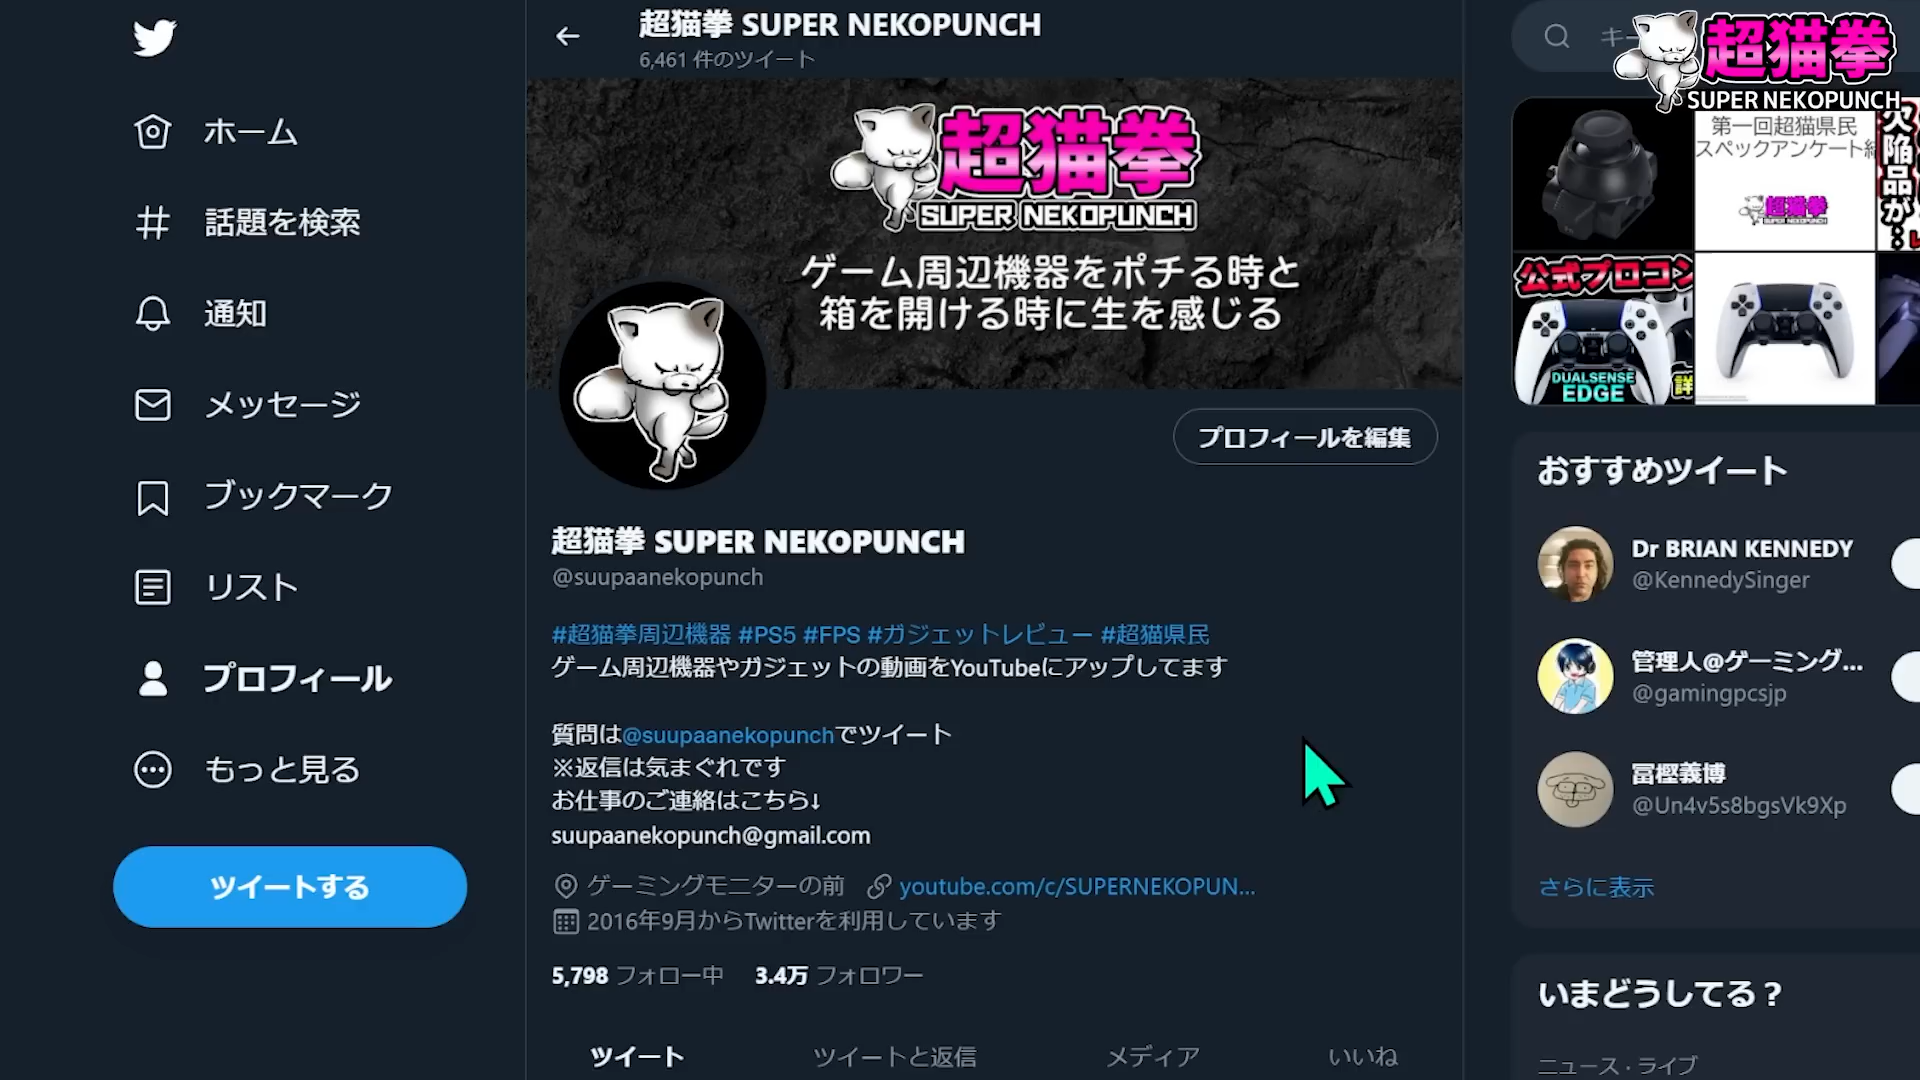 ホーム
話題を検索
通知
メッセージ
ブックマーク
リスト
プロフィール
もっと見る
ツイートする
超猫拳 SUPER NEKOPUNCH
6,461 件のツイート
超猫拳
SUPER NEKOPUNCH
ゲーム周辺機器をポチる時と
箱を開ける時に生を感じる
プロフィールを編集
超猫拳 SUPER NEKOPUNCH
@suupaanekopunch
#超猫拳周辺機器 #PS5 #FPS #ガジェットレビュー #超猫県民
ゲーム周辺機器やガジェットの動画をYouTubeにアップしてます
質問は@suupaanekopunchでツイート
※返信は気まぐれです
お仕事のご連絡はこちら↓
suupaanekopunch@gmail.com
ゲーミングモニターの前 youtube.com/c/SUPERNEKOPUN...
2016年9月からTwitterを利用しています
5,798 フォロー中 3.4万 フォロワー
ツイート ツイートと返信 メディア いいね
キー
超猫拳
SUPER NEKOPUNCH
第一回超猫県民
スペックアンケート
超猫拳
SUPER NEKOPUNCH
欠陥品が…
公式プロコン
DUALSENSE
EDGE
詳
おすすめツイート
Dr BRIAN KENNEDY
@KennedySinger
管理人@ゲーミング...
@gamingpcsjp
冨樫義博
@Un4v5s8bgsVk9Xp
さらに表示
いまどうしてる？
ニュース · ライブ